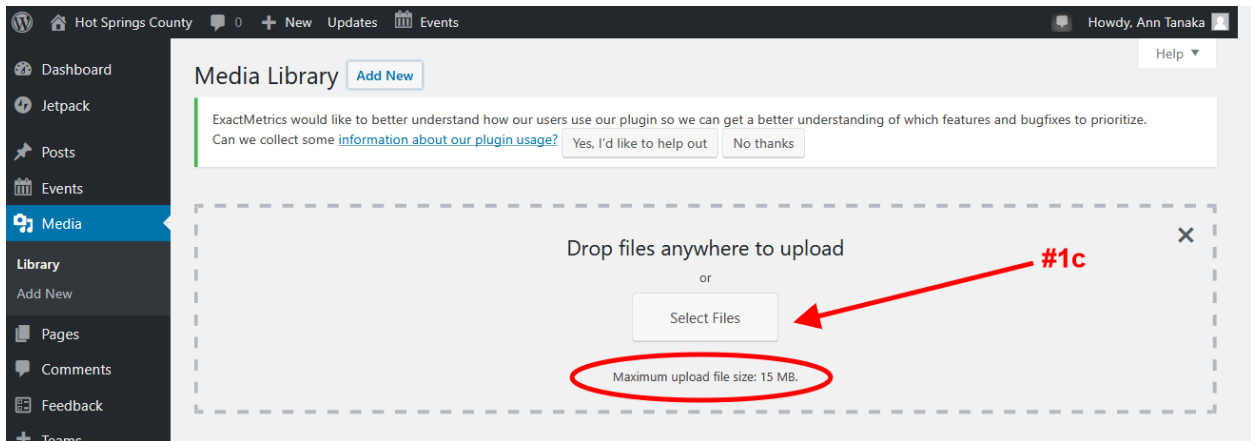 Hot Springs County 0 New Updates Events Howdy, Ann Tanaka
Help
Dashboard
Jetpack
Posts
Events
Media
Library
Add New
Pages
Comments
Feedback
Teams
Media Library Add New
ExactMetrics would like to better understand how our users use our plugin so we can get a better understanding of which features and bugfixes to prioritize.
Can we collect some information about our plugin usage? Yes, I'd like to help out No thanks
Drop files anywhere to upload
or
Select Files
Maximum upload file size: 15 MB.
#1c